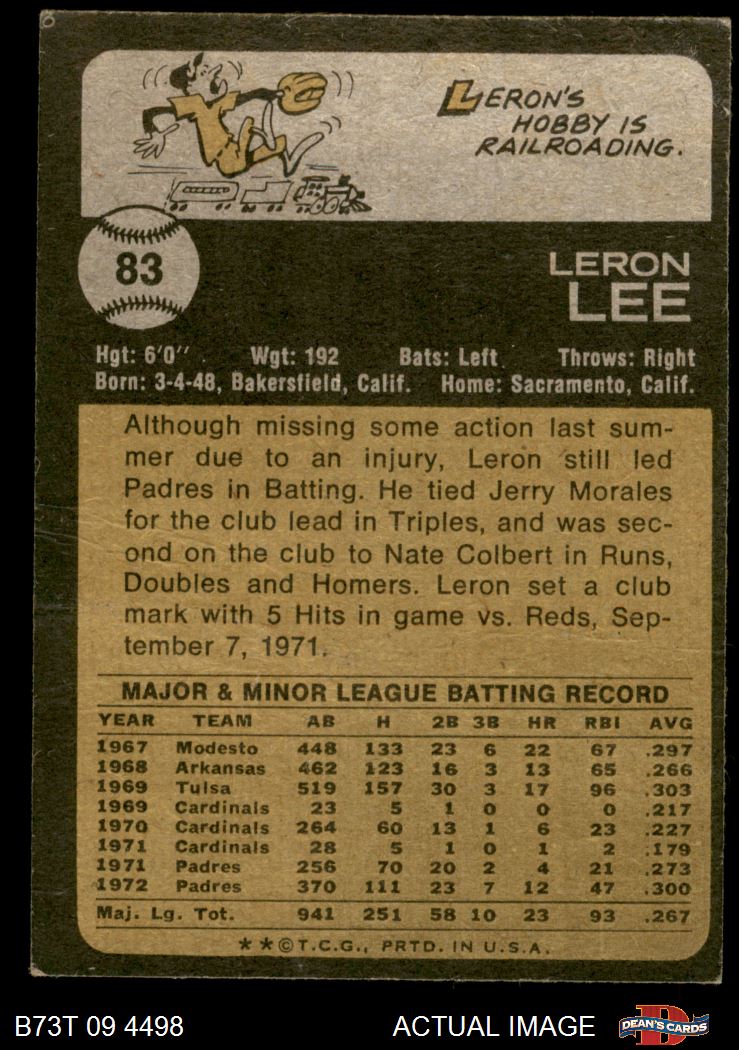 LERON'S
HOBBY IS
RAILROADING.
83
LERON
LEE
Hgt: 6'0" Wgt: 192 Bats: Left Throws: Right
Born: 3-4-48, Bakersfield, Calif. Home: Sacramento, Calif.
Although missing some action last sum-
mer due to an injury, Leron still led
Padres in Batting. He tied Jerry Morales
for the club lead in Triples, and was sec-
ond on the club to Nate Colbert in Runs,
Doubles and Homers. Leron set a club
mark with 5 Hits in game vs. Reds, Sep-
tember 7, 1971.
MAJOR & MINOR LEAGUE BATTING RECORD
YEAR TEAM AB H 2B 3B HR RBI AVG
1967 Modesto 448 133 23 6 22 67 .297
1968 Arkansas 462 123 16 3 13 65 .266
1969 Tulsa 519 157 30 3 17 96 .303
1969 Cardinals 23 5 1 0 0 0 .217
1970 Cardinals 264 60 13 1 6 23 .227
1971 Cardinals 28 5 1 0 1 2 .179
1971 Padres 256 70 20 2 4 21 .273
1972 Padres 370 111 23 7 12 47 .300
Maj. Lg. Tot. 941 251 58 10 23 93 .267
**©T.C.G., PRTD. IN U.S.A.
B73T 09 4498 ACTUAL IMAGE D DEAN'S CARDS